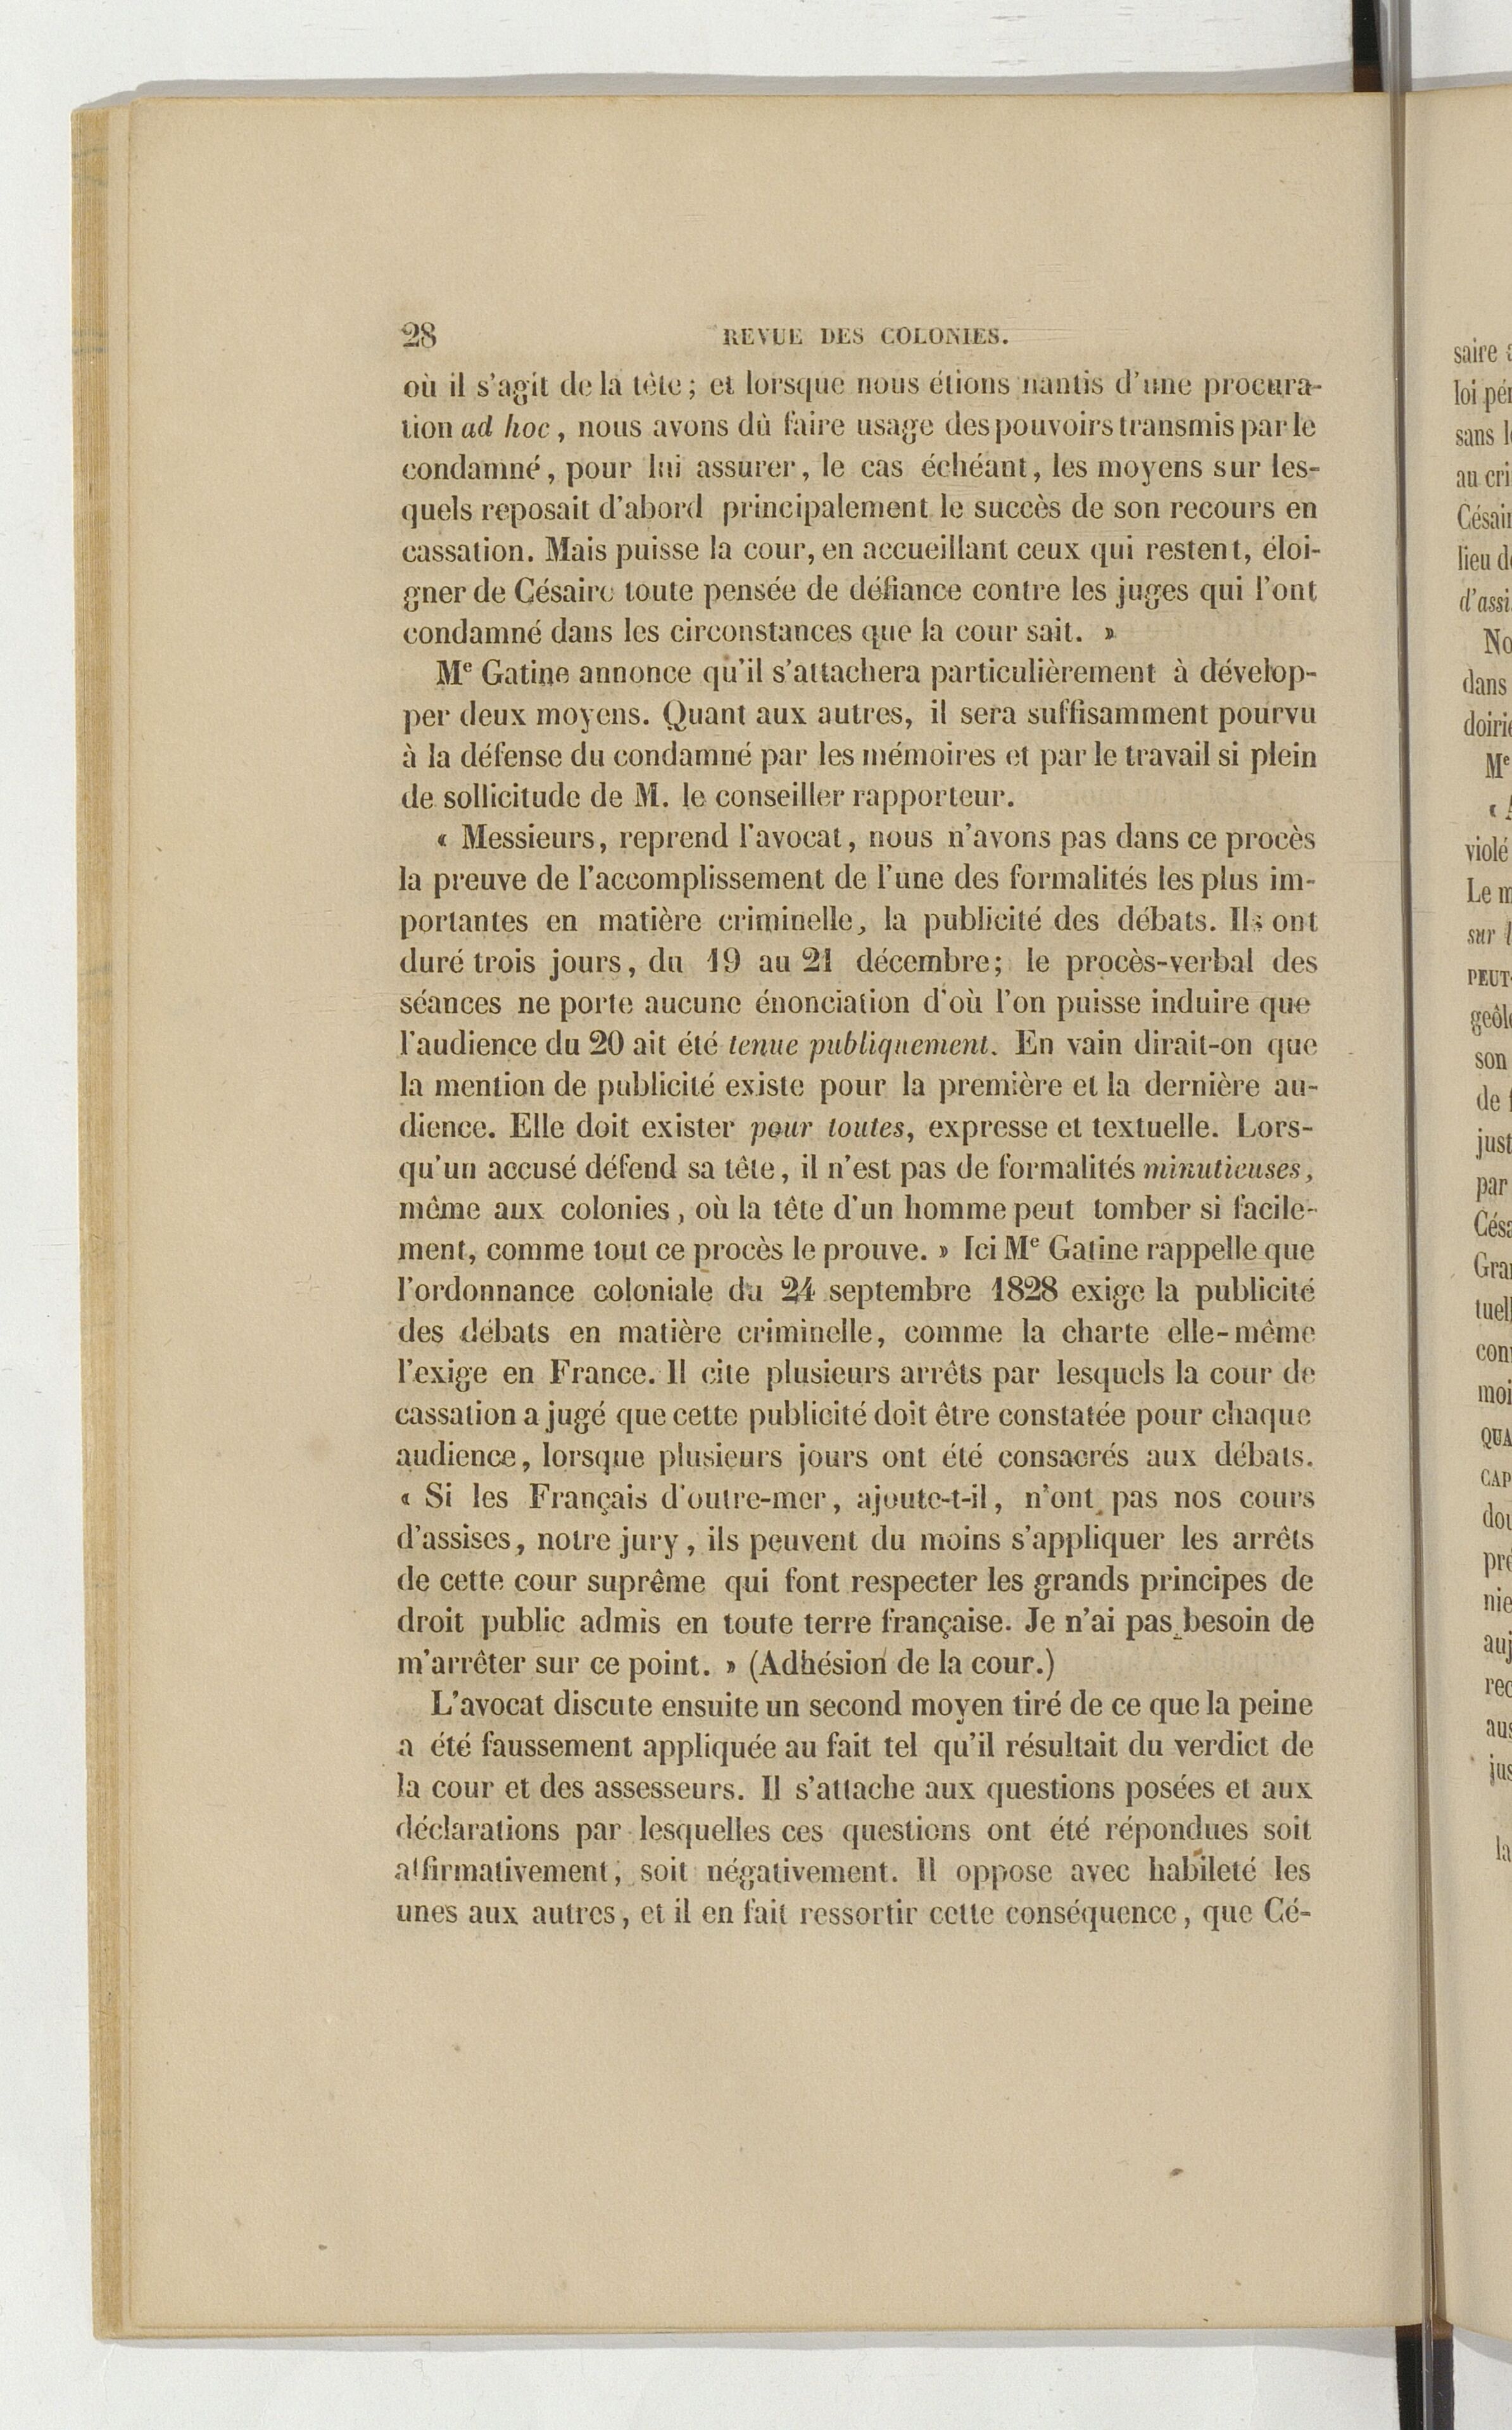 28 REVUE DES COLONIES.
où il s'agit de la tête ; et lorsque nous étions nantis d'une procura-
tion ad hoc, nous avons dû faire usage des pouvoirs transmis par le
condamné, pour lui assurer, le cas échéant, les moyens sur les-
quels reposait d'abord principalement le succès de son recours en
cassation. Mais puisse la cour, en accueillant ceux qui restent, éloi-
gner de Césaire toute pensée de défiance contre les juges qui l'ont
condamné dans les circonstances que la cour sait. »
Me Gatine annonce qu'il s'attachera particulièrement à dévelop-
per deux moyens. Quant aux autres, il sera suffisamment pourvu
à la défense du condamné par les mémoires et par le travail si plein
de sollicitude de M. le conseiller rapporteur.
« Messieurs, reprend l'avocat, nous n'avons pas dans ce procès
la preuve de l'accomplissement de l'une des formalités les plus im-
portantes en matière criminelle, la publicité des débats. Ils ont
duré trois jours, du 19 au 21 décembre; le procès-verbal des
séances ne porte aucune énonciation d'où l'on puisse induire que
l'audience du 20 ait été tenue publiquement. En vain dirait-on que
la mention de publicité existe pour la première et la dernière au-
dience. Elle doit exister pour toutes, expresse et textuelle. Lors-
qu'un accusé défend sa tête, il n'est pas de formalités minutieuses,
même aux colonies, où la tête d'un homme peut tomber si facile-
ment, comme tout ce procès le prouve. » Ici Me Gatine rappelle que
l'ordonnance coloniale du 24 septembre 1828 exige la publicité
des débats en matière criminelle, comme la charte elle-même
l'exige en France. Il cite plusieurs arrêts par lesquels la cour de
cassation a jugé que cette publicité doit être constatée pour chaque
audience, lorsque plusieurs jours ont été consacrés aux débats.
« Si les Français d'outre-mer, ajoute-t-il, n'ont pas nos cours
d'assises, notre jury, ils peuvent du moins s'appliquer les arrêts
de cette cour suprême qui font respecter les grands principes de
droit public admis en toute terre française. Je n'ai pas besoin de
m'arrêter sur ce point. » (Adhésion de la cour.)
L'avocat discute ensuite un second moyen tiré de ce que la peine
a été faussement appliquée au fait tel qu'il résultait du verdict de
la cour et des assesseurs. Il s'attache aux questions posées et aux
déclarations par lesquelles ces questions ont été répondues soit
affirmativement, soit négativement. Il oppose avec habileté les
unes aux autres, et il en fait ressortir cette conséquence, que Cé-